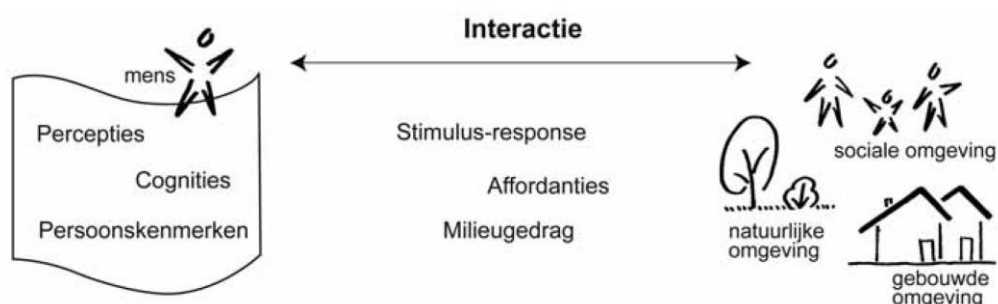 Interactie
mens
Percepties
Cognities
Persoonskenmerken
Stimulus-response
Affordanties
Milieugedrag
sociale omgeving
natuurlijke
omgeving
gebouwde
omgeving